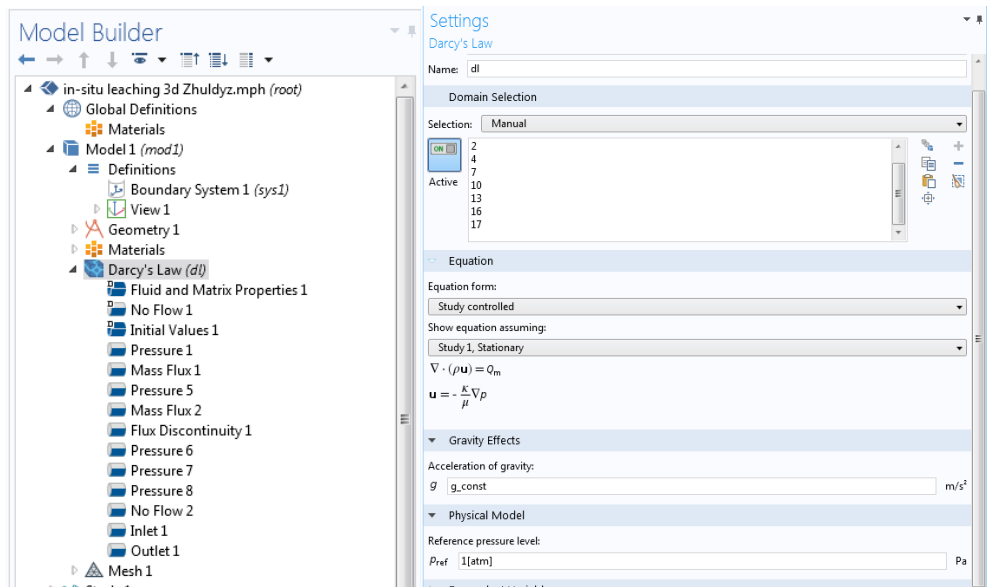 Model Builder
in-situ leaching 3d Zhuldyz.mph (root)
Global Definitions
Materials
Model 1 (mod1)
Definitions
Boundary System 1 (sys1)
View 1
Geometry 1
Materials
Darcy's Law (dl)
Fluid and Matrix Properties 1
No Flow 1
Initial Values 1
Pressure 1
Mass Flux 1
Pressure 5
Mass Flux 2
Flux Discontinuity 1
Pressure 6
Pressure 7
Pressure 8
No Flow 2
Inlet 1
Outlet 1
Mesh 1
Settings
Darcy's Law
Name: dl
Domain Selection
Selection: Manual
ON
Active
2
4
7
10
13
16
17
Equation
Equation form:
Study controlled
Show equation assuming:
Study 1, Stationary
∇ · (ρu) = Qm
u = - κ/μ ∇p
Gravity Effects
Acceleration of gravity:
g g_const m/s²
Physical Model
Reference pressure level:
pref 1[atm] Pa